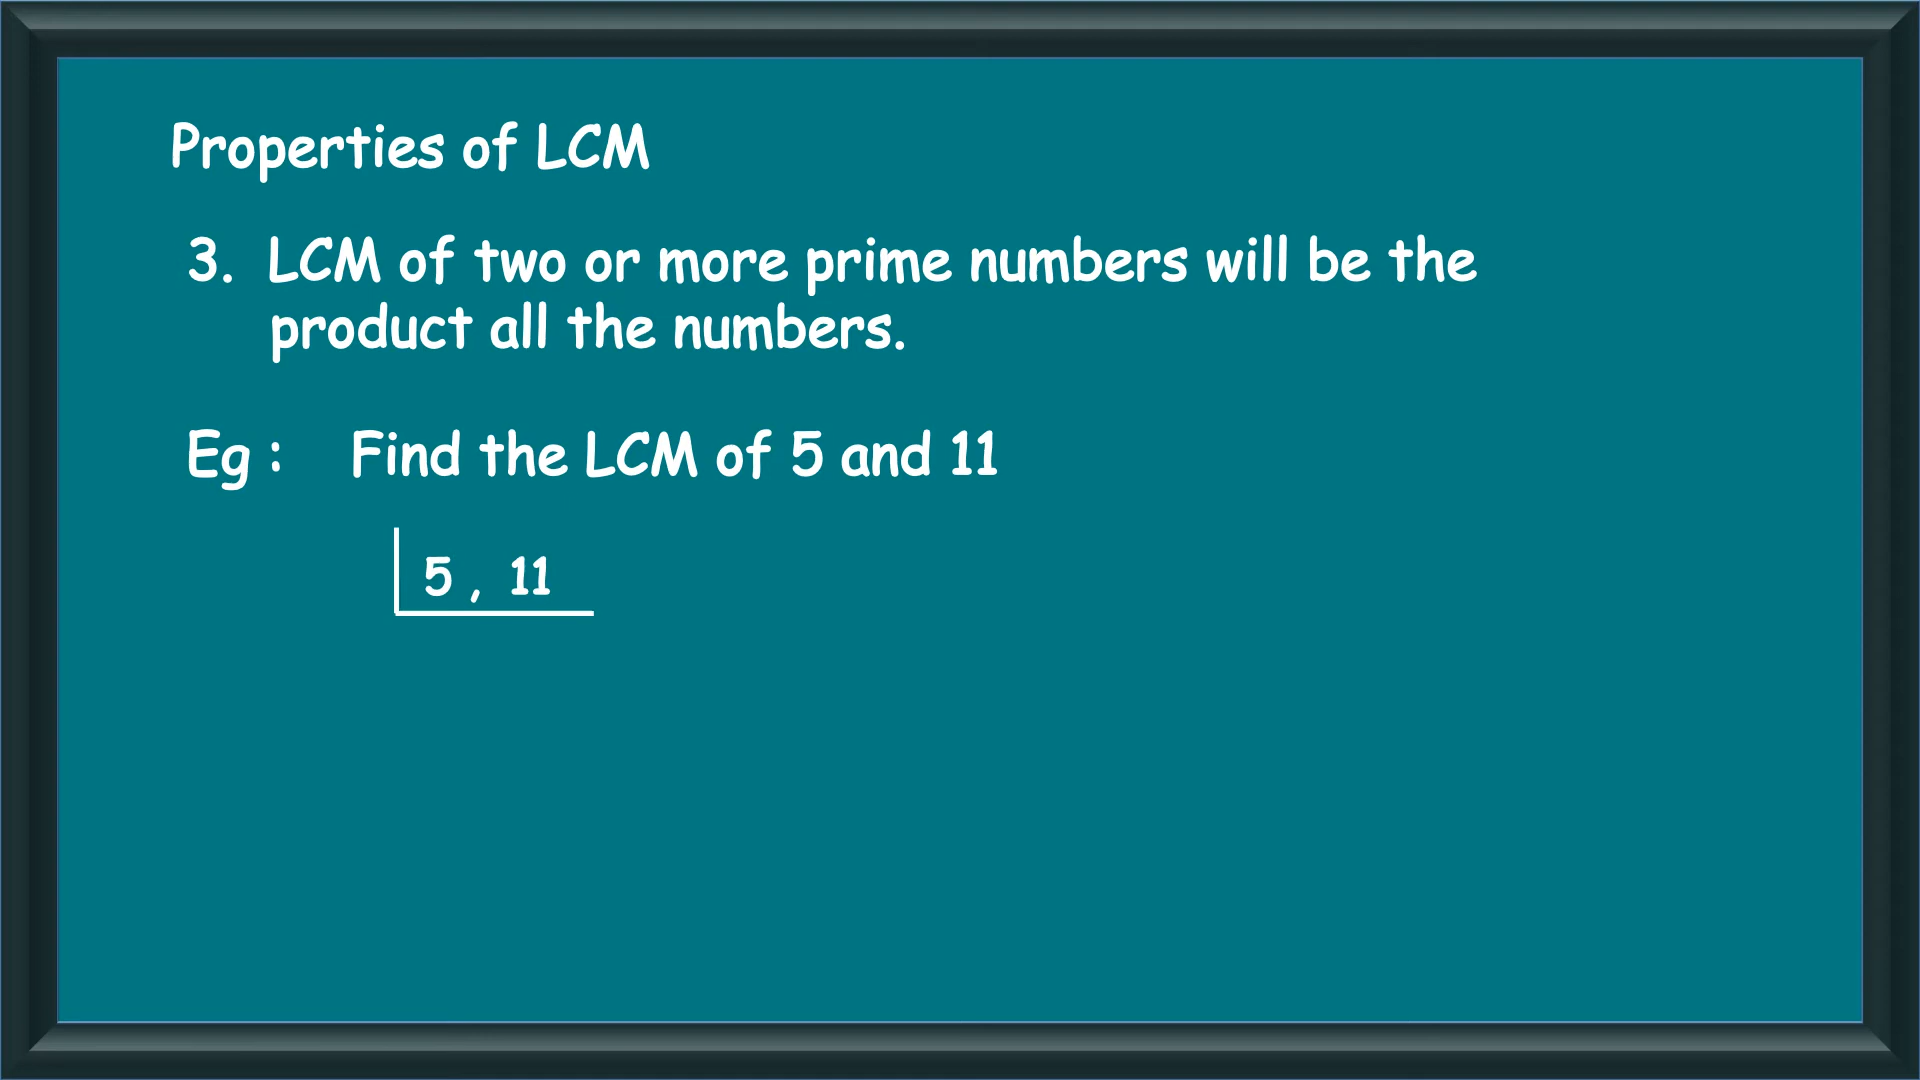 Properties of LCM
3. LCM of two or more prime numbers will be the
product all the numbers.
Eg : Find the LCM of 5 and 11
5 , 11